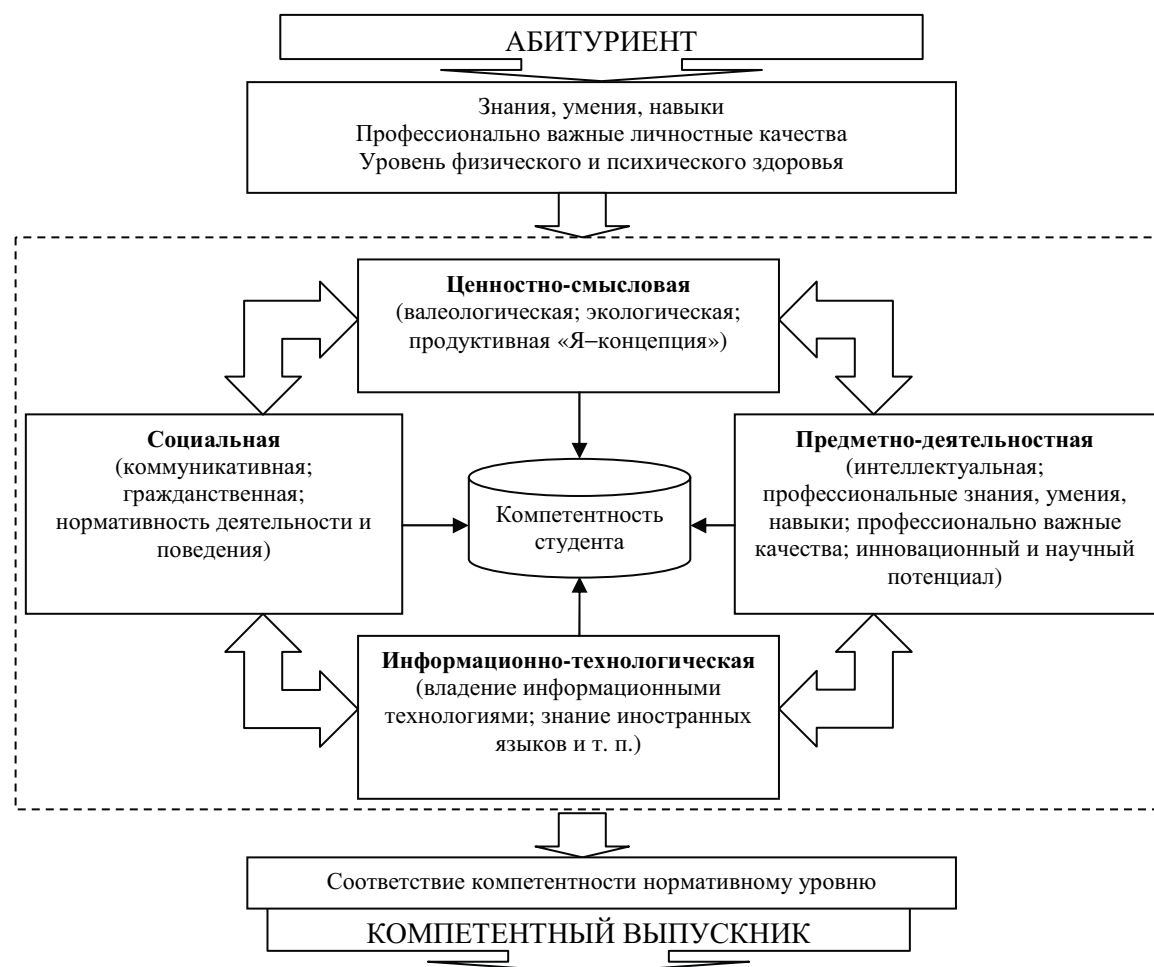 АБИТУРИЕНТ
Знания, умения, навыки
Профессионально важные личностные качества
Уровень физического и психического здоровья
Ценностно-смысловая
(валеологическая; экологическая;
продуктивная «Я–концепция»)
Социальная
(коммуникативная;
гражданственная;
нормативность деятельности и
поведения)
Компетентность
студента
Предметно-деятельностная
(интеллектуальная;
профессиональные знания, умения,
навыки; профессионально важные
качества; инновационный и научный
потенциал)
Информационно-технологическая
(владение информационными
технологиями; знание иностранных
языков и т. п.)
Соответствие компетентности нормативному уровню
КОМПЕТЕНТНЫЙ ВЫПУСКНИК